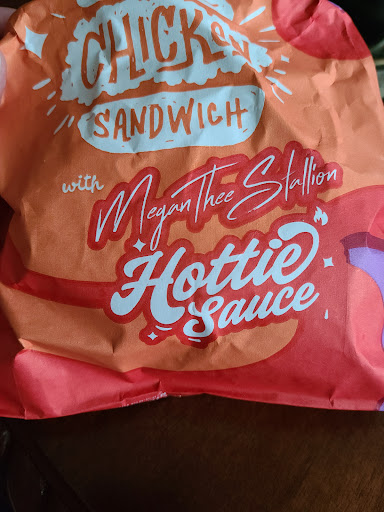 CHICKEN
SANDWICH
with
Megan Thee Stallion
Hottie
Sauce